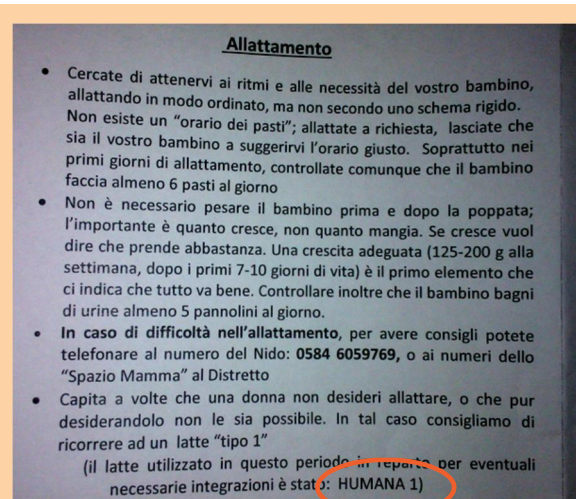 Allattamento
• Cercate di attenervi ai ritmi e alle necessità del vostro bambino,
allattando in modo ordinato, ma non secondo uno schema rigido.
Non esiste un “orario dei pasti”; allattate a richiesta, lasciate che
sia il vostro bambino a suggerirvi l’orario giusto. Soprattutto nei
primi giorni di allattamento, controllate comunque che il bambino
faccia almeno 6 pasti al giorno
• Non è necessario pesare il bambino prima e dopo la poppata;
l’importante è quanto cresce, non quanto mangia. Se cresce vuol
dire che prende abbastanza. Una crescita adeguata (125-200 g alla
settimana, dopo i primi 7-10 giorni di vita) è il primo elemento che
ci indica che tutto va bene. Controllare inoltre che il bambino bagni
di urine almeno 5 pannolini al giorno.
• In caso di difficoltà nell’allattamento, per avere consigli potete
telefonare al numero del Nido: 0584 6059769, o ai numeri dello
“Spazio Mamma” al Distretto
• Capita a volte che una donna non desideri allattare, o che pur
desiderandolo non le sia possibile. In tal caso consigliamo di
ricorrere ad un latte “tipo 1”
(il latte utilizzato in questo periodo in reparto per eventuali
necessarie integrazioni è stato: HUMANA 1)